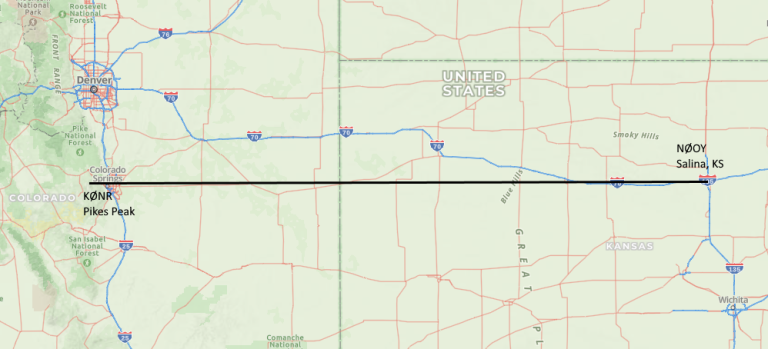 Roosevelt
National
Forest
76
FRONT RANGE
Denver
76
UNITED
STATES
70
70
Pike
National
Forest
Smoky Hills
70
NØOY
Salina, KS
Colorado
Springs
70
COLORADO
KØNR
Pikes Peak
Blue Hills
San Isabel
National
Forest
25
GREAT PL
KANSAS
135
Wichita
25
Comanche
National